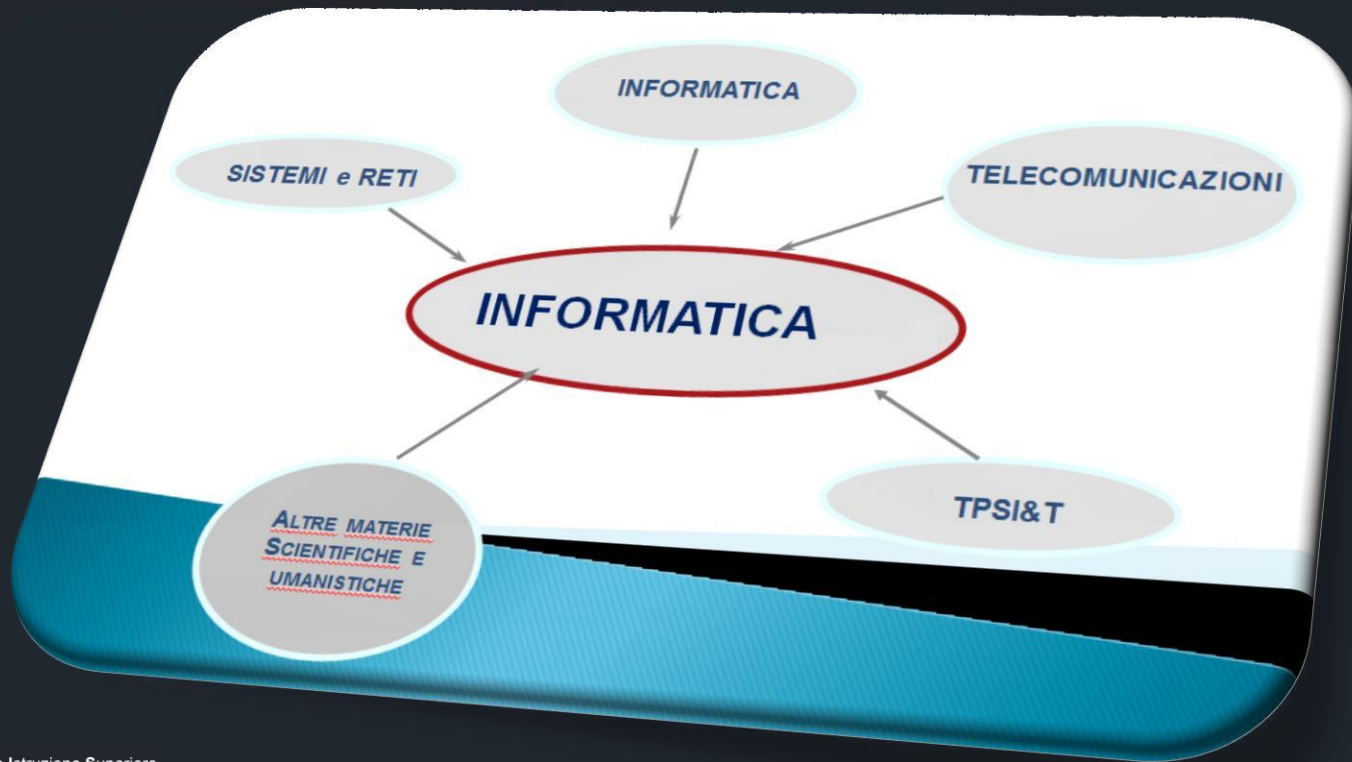 INFORMATICA
SISTEMI e RETI
TELECOMUNICAZIONI
INFORMATICA
ALTRE MATERIE
SCIENTIFICHE E
UMANISTICHE
TPSI&T
Istruzione Superiore